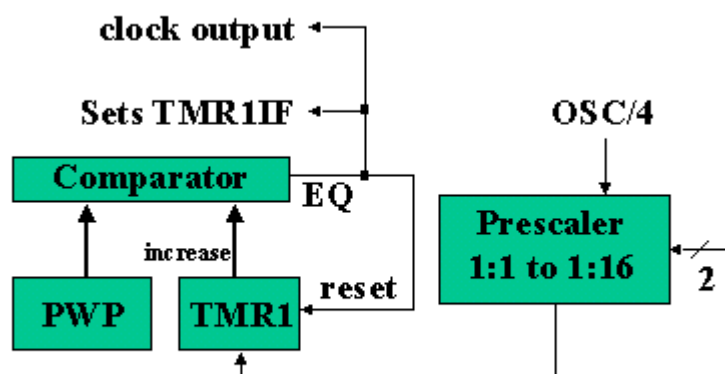 clock output
Sets TMR1IF
OSC/4
Comparator
EQ
Prescaler
1:1 to 1:16
increase
reset
2
PWP
TMR1